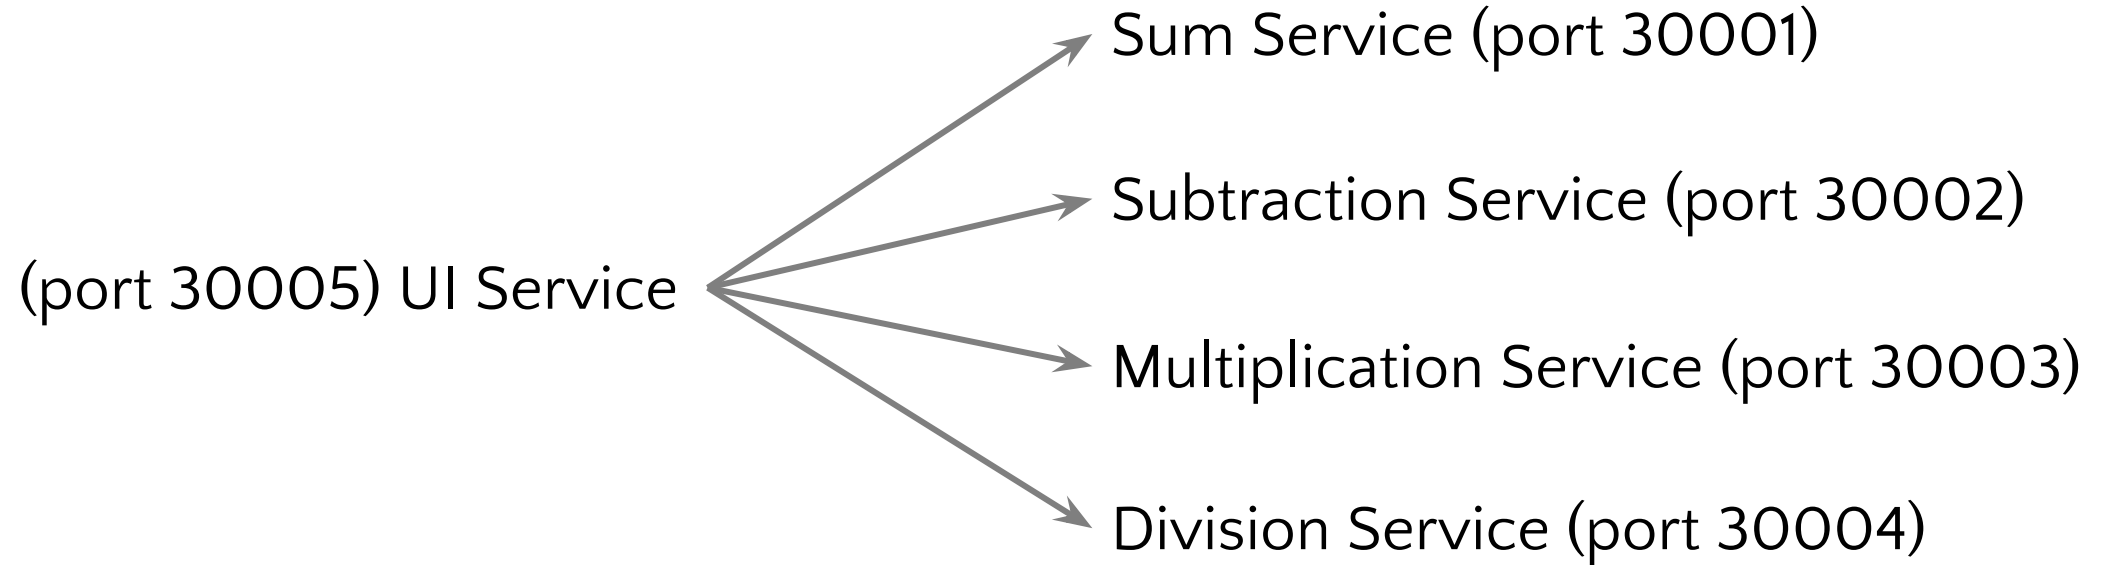 Sum Service (port 30001)
Subtraction Service (port 30002)
(port 30005) UI Service
Multiplication Service (port 30003)
Division Service (port 30004)